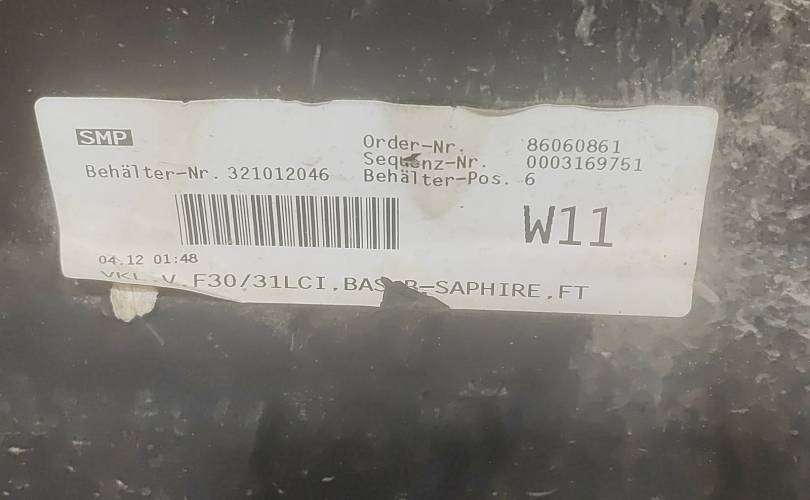 SMP
Order-Nr. 86060861
Sequenz-Nr. 0003169751
Behälter-Nr. 321012046 Behälter-Pos. 6
W11
04.12 01:48
V F30/31LCI,BAS -SAPHIRE,FT